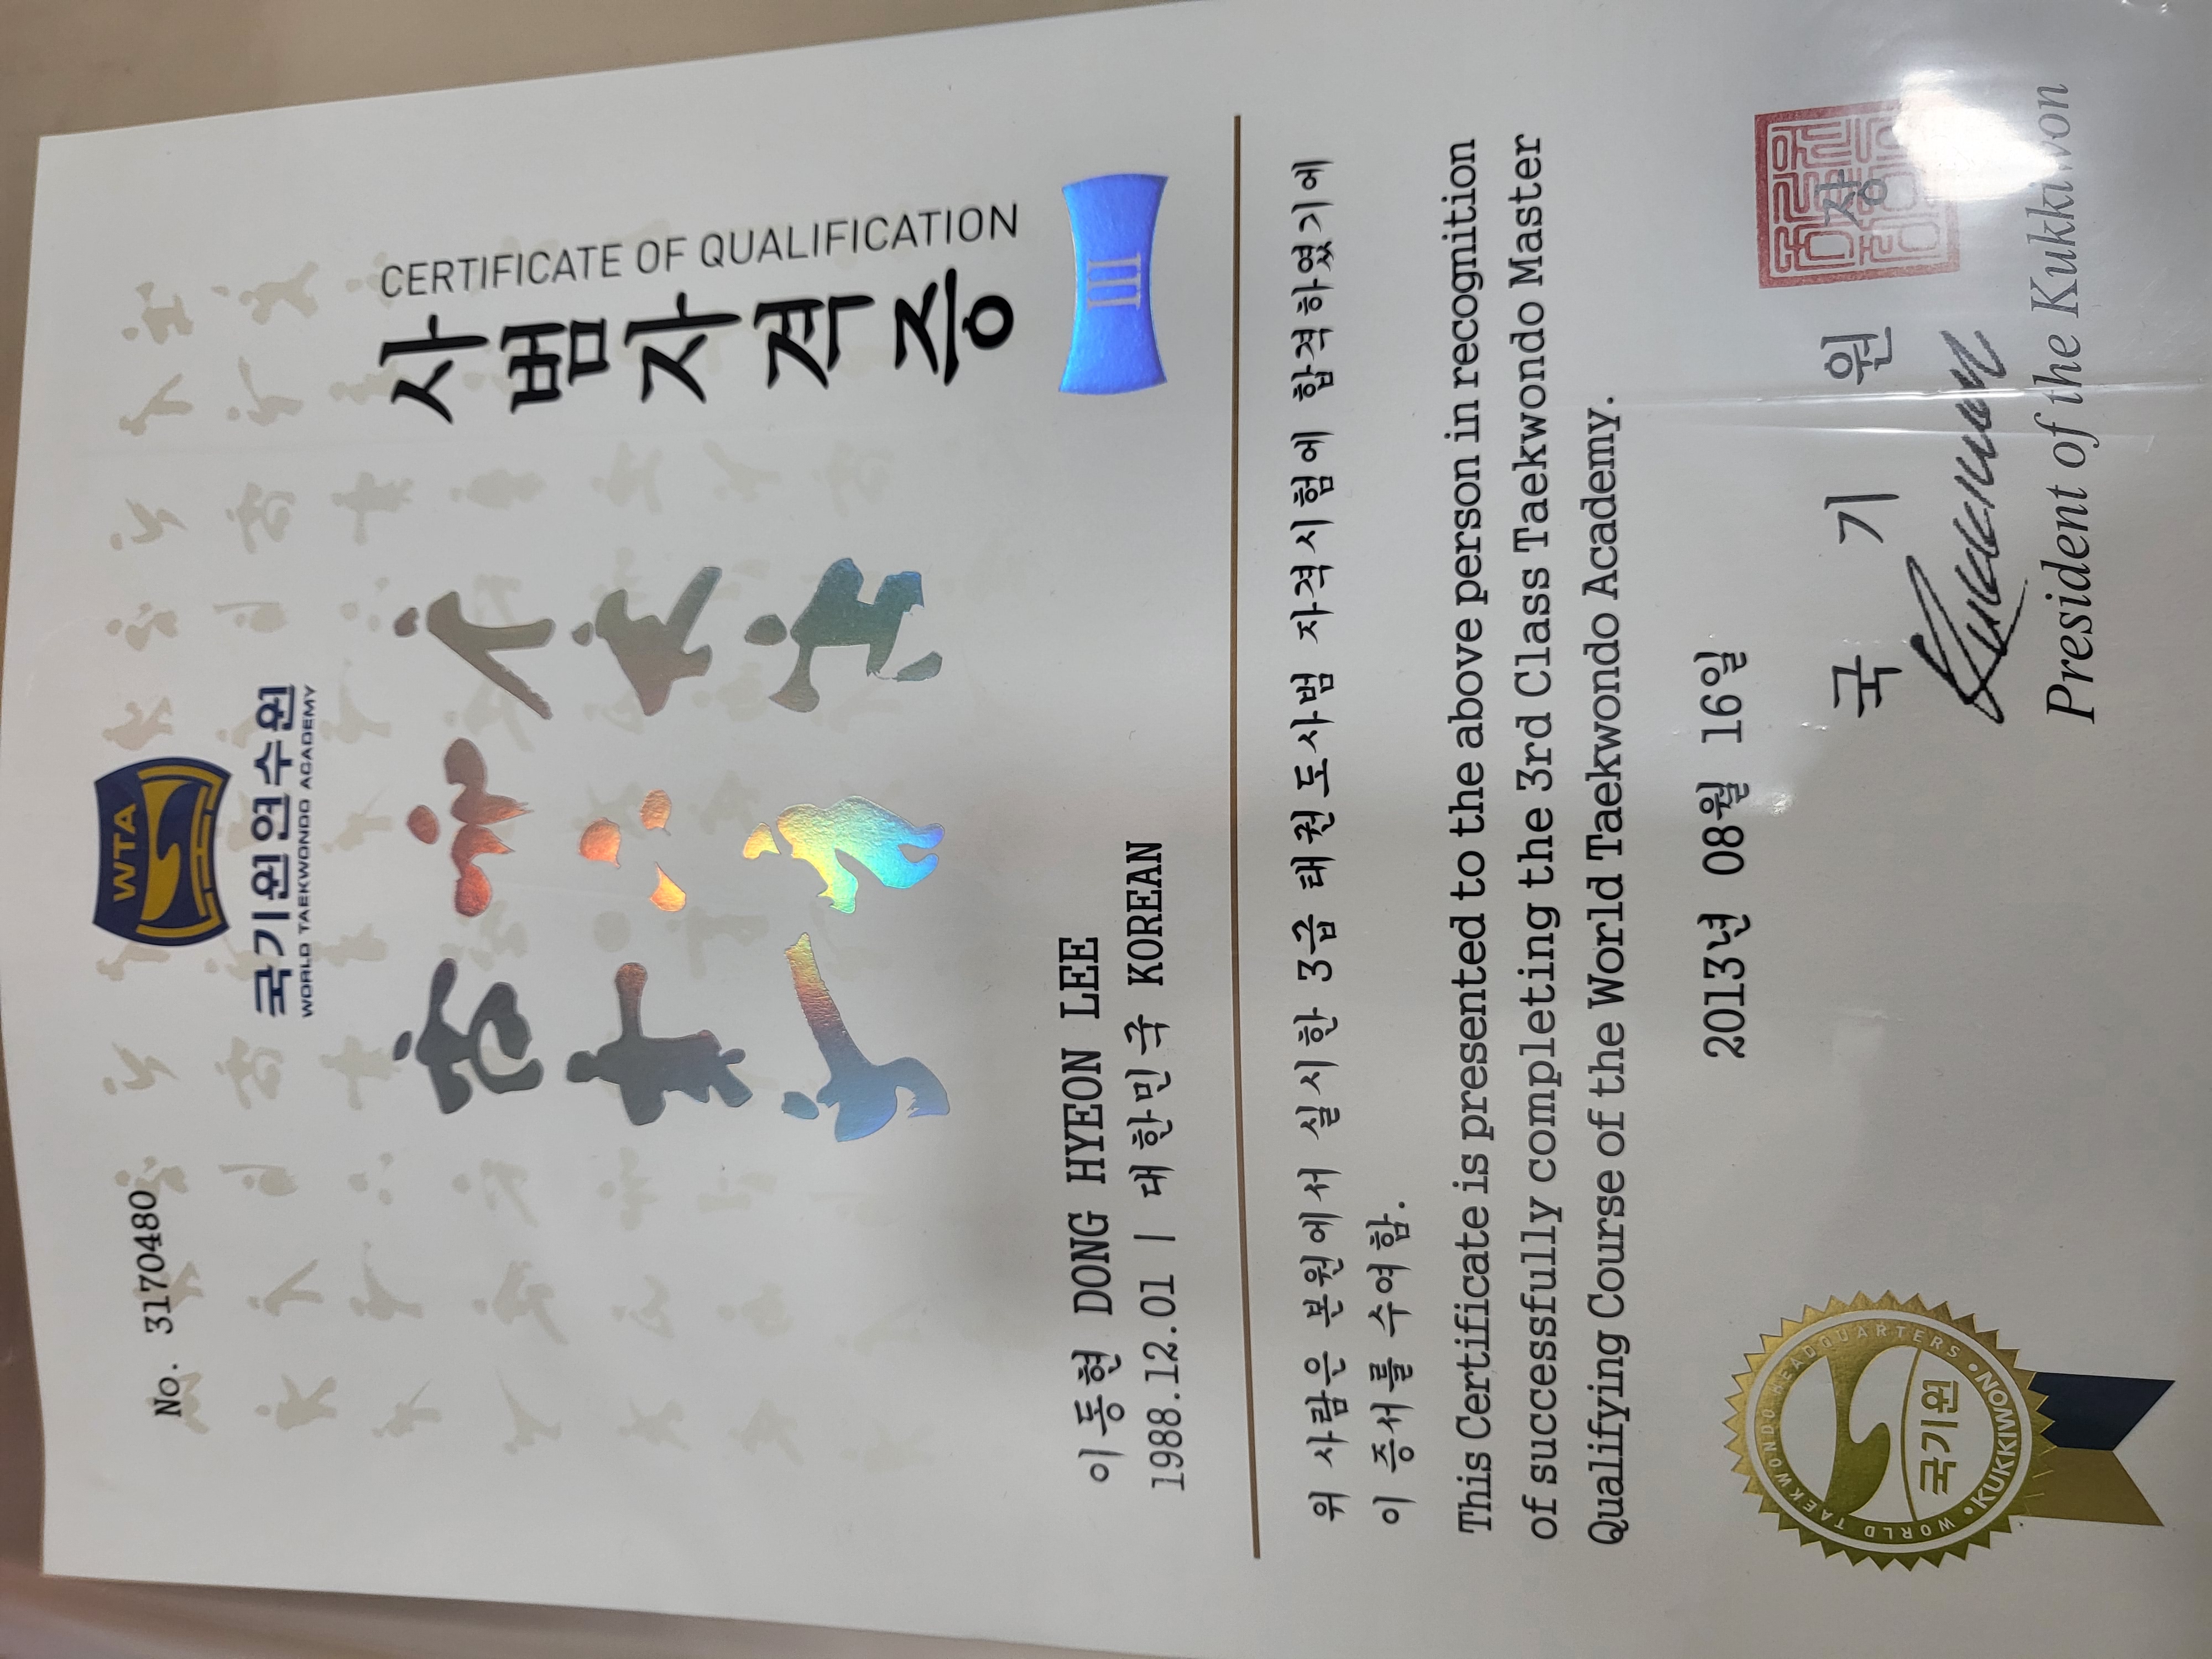 No. 3170480
WTA
국기원연수원
WORLD TAEKWONDO ACADEMY
CERTIFICATE OF QUALIFICATION
사범자격증
III
이동현 DONG HYEON LEE
1988.12.01 | 대한민국 KOREAN
위 사람은 본원에서 실시한 3급 태권도사범 자격시험에 합격하였기에
이 증서를 수여함.
This Certificate is presented to the above person in recognition
of successfully completing the 3rd Class Taekwondo Master
Qualifying Course of the World Taekwondo Academy.
2013년 08월 16일
국 기 원 장
Kukkiwon
President of the Kukkiwon
WORLD TAEKWONDO HEADQUARTERS • KUKKIWON •
국기원